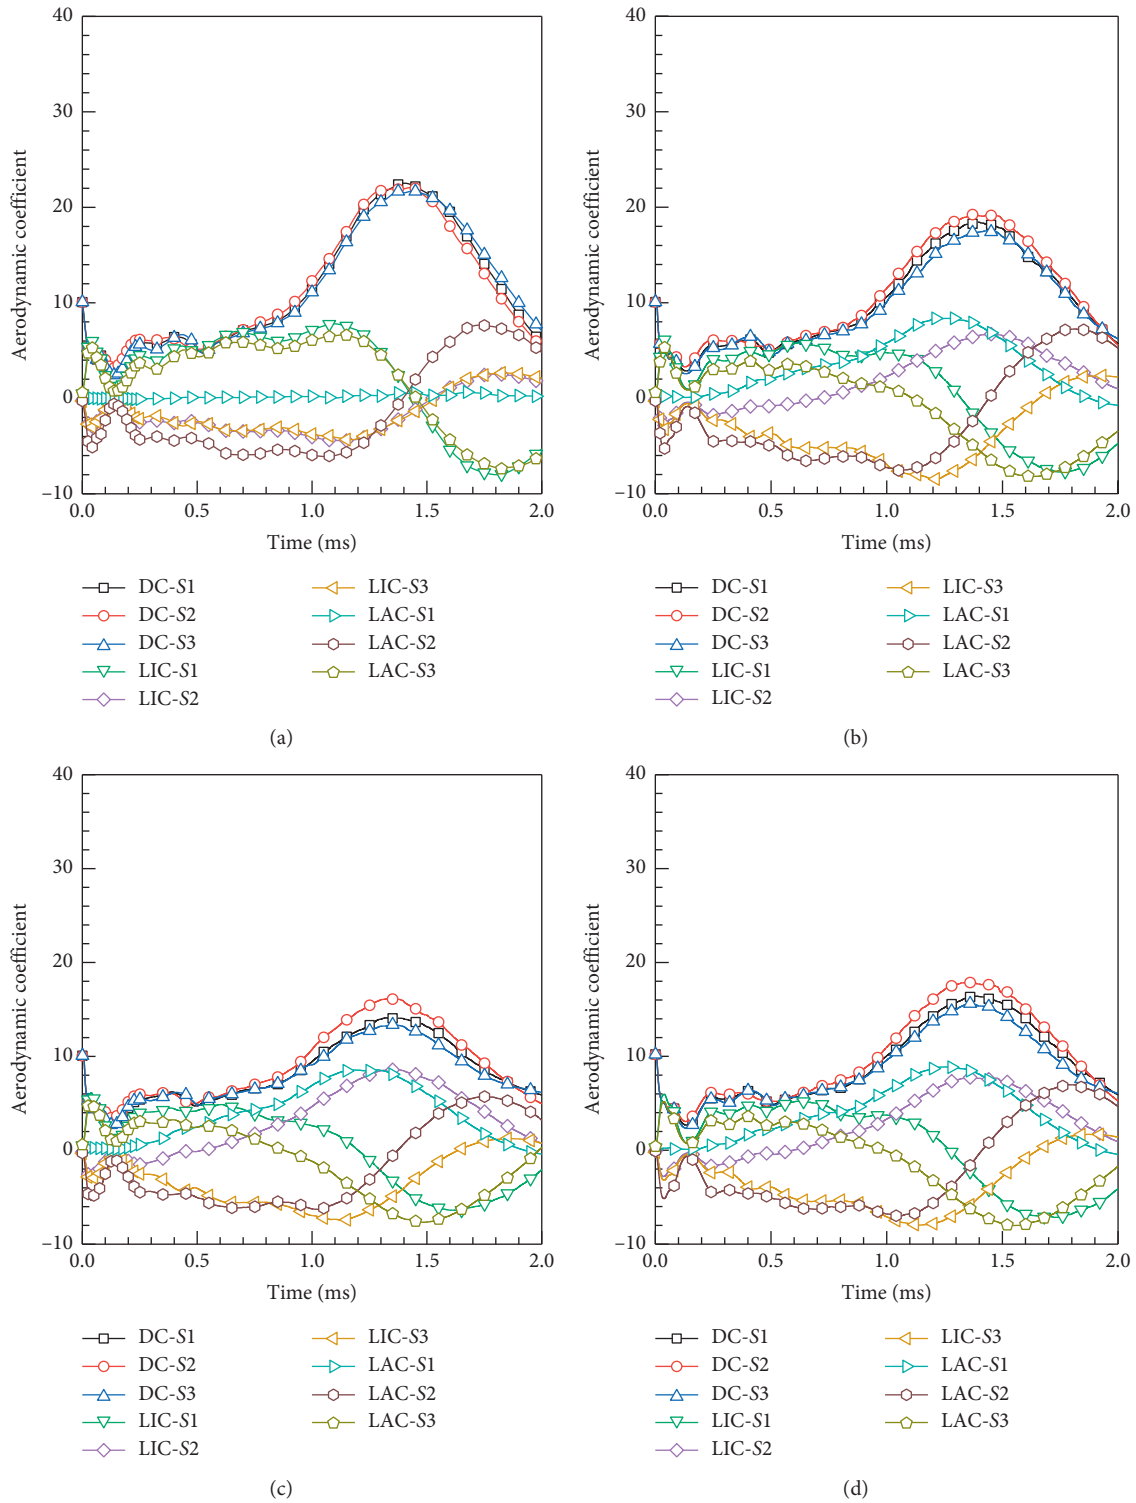 Aerodynamic coefficient
40
30
20
10
0
−10
0.0 0.5 1.0 1.5 2.0
Time (ms)
DC-S1
DC-S2
DC-S3
LIC-S1
LIC-S2
LIC-S3
LAC-S1
LAC-S2
LAC-S3
(a)
Aerodynamic coefficient
40
30
20
10
0
−10
0.0 0.5 1.0 1.5 2.0
Time (ms)
DC-S1
DC-S2
DC-S3
LIC-S1
LIC-S2
LIC-S3
LAC-S1
LAC-S2
LAC-S3
(b)
Aerodynamic coefficient
40
30
20
10
0
−10
0.0 0.5 1.0 1.5 2.0
Time (ms)
DC-S1
DC-S2
DC-S3
LIC-S1
LIC-S2
LIC-S3
LAC-S1
LAC-S2
LAC-S3
(c)
Aerodynamic coefficient
40
30
20
10
0
−10
0.0 0.5 1.0 1.5 2.0
Time (ms)
DC-S1
DC-S2
DC-S3
LIC-S1
LIC-S2
LIC-S3
LAC-S1
LAC-S2
LAC-S3
(d)